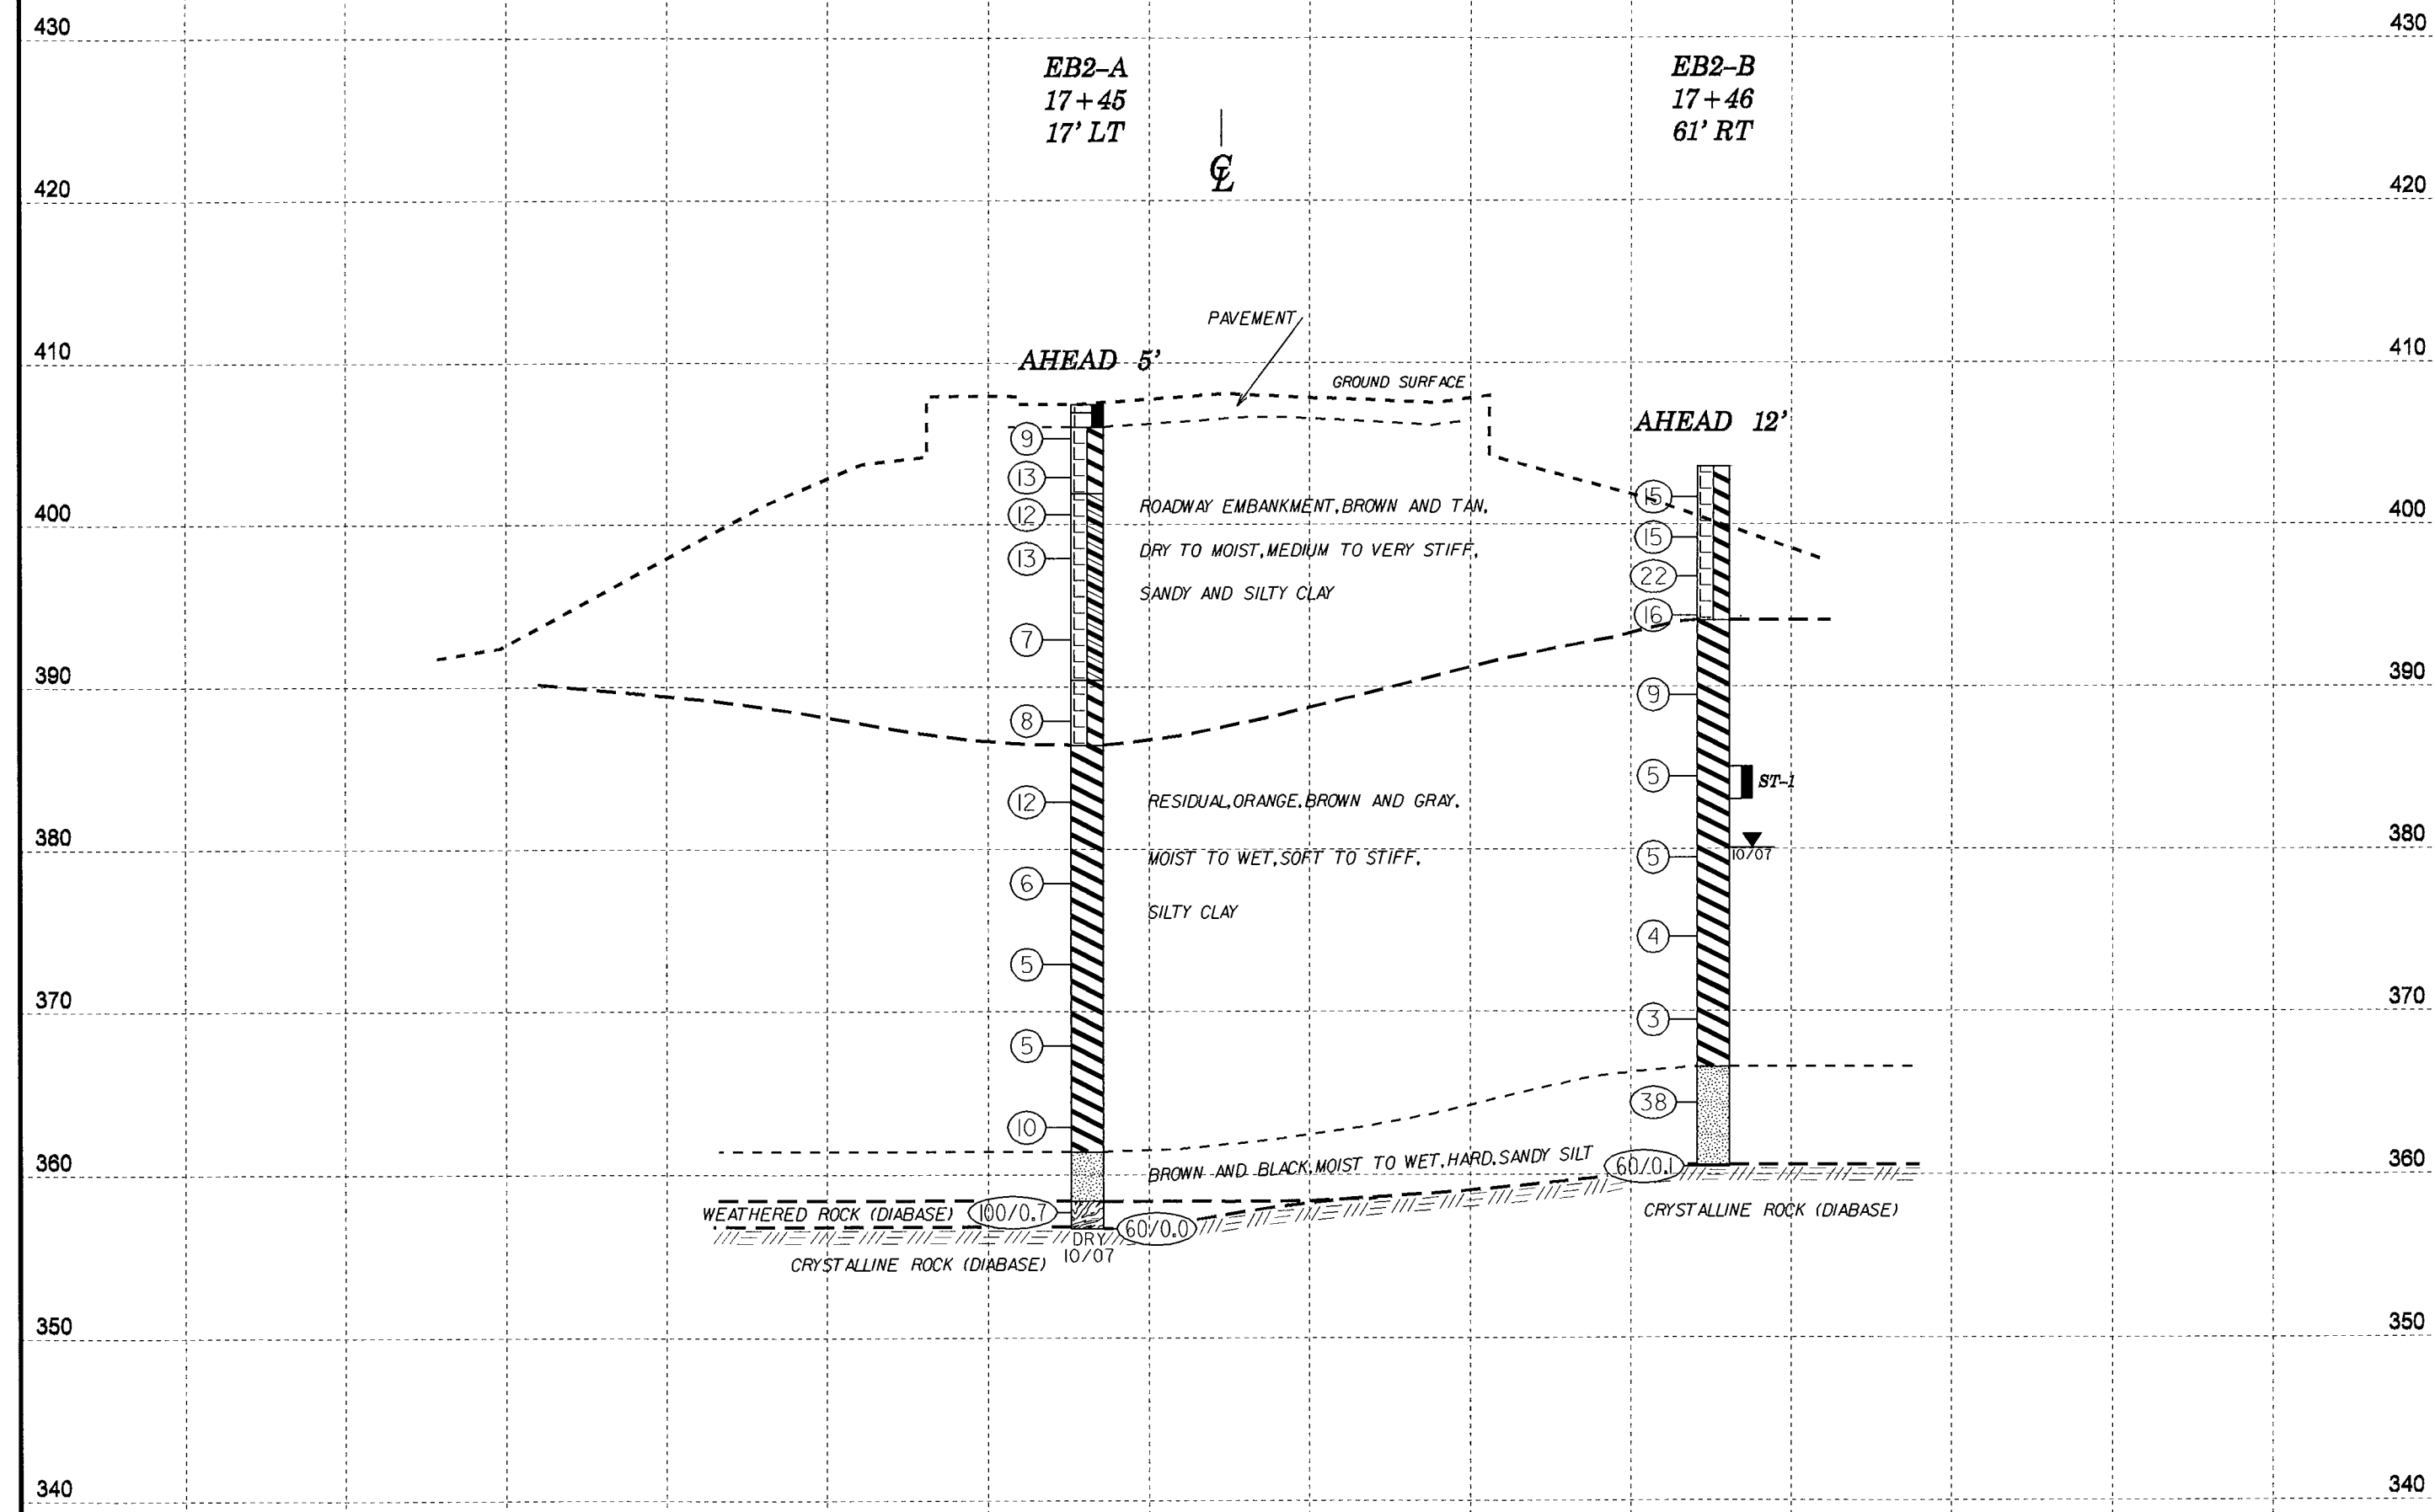 430 430
EB2-A
17+45
17' LT
EB2-B
17+46
61' RT
℄
420 420
PAVEMENT
410 410
AHEAD 5'
GROUND SURFACE
AHEAD 12'
9
13
12
13
7
8
12
6
5
5
10
100/0.7
60/0.0
DRY
10/07
ROADWAY EMBANKMENT, BROWN AND TAN,
DRY TO MOIST, MEDIUM TO VERY STIFF,
SANDY AND SILTY CLAY
400 400
15
15
22
16
9
5
5
4
3
38
60/0.1
390 390
ST-1
RESIDUAL, ORANGE, BROWN AND GRAY,
MOIST TO WET, SOFT TO STIFF,
SILTY CLAY
380 380
10/07
370 370
360 360
BROWN AND BLACK, MOIST TO WET, HARD, SANDY SILT
WEATHERED ROCK (DIABASE)
CRYSTALLINE ROCK (DIABASE)
CRYSTALLINE ROCK (DIABASE)
350 350
340 340